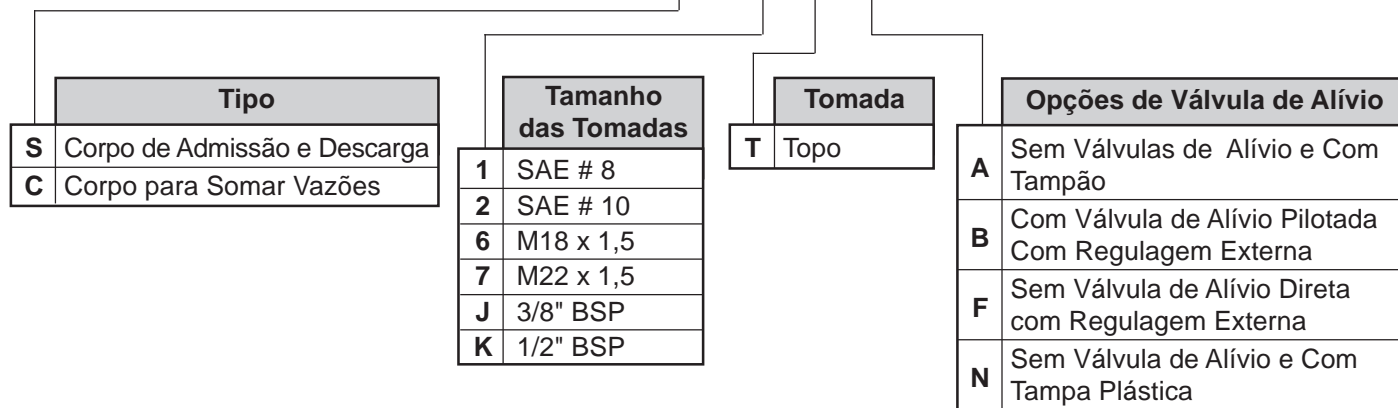 Tipo
S Corpo de Admissão e Descarga
C Corpo para Somar Vazões
Tamanho
das Tomadas
1 SAE # 8
2 SAE # 10
6 M18 x 1,5
7 M22 x 1,5
J 3/8" BSP
K 1/2" BSP
Tomada
T Topo
Opções de Válvula de Alívio
A Sem Válvulas de Alívio e Com
Tampão
B Com Válvula de Alívio Pilotada
Com Regulagem Externa
F Sem Válvula de Alívio Direta
com Regulagem Externa
N Sem Válvula de Alívio e Com
Tampa Plástica